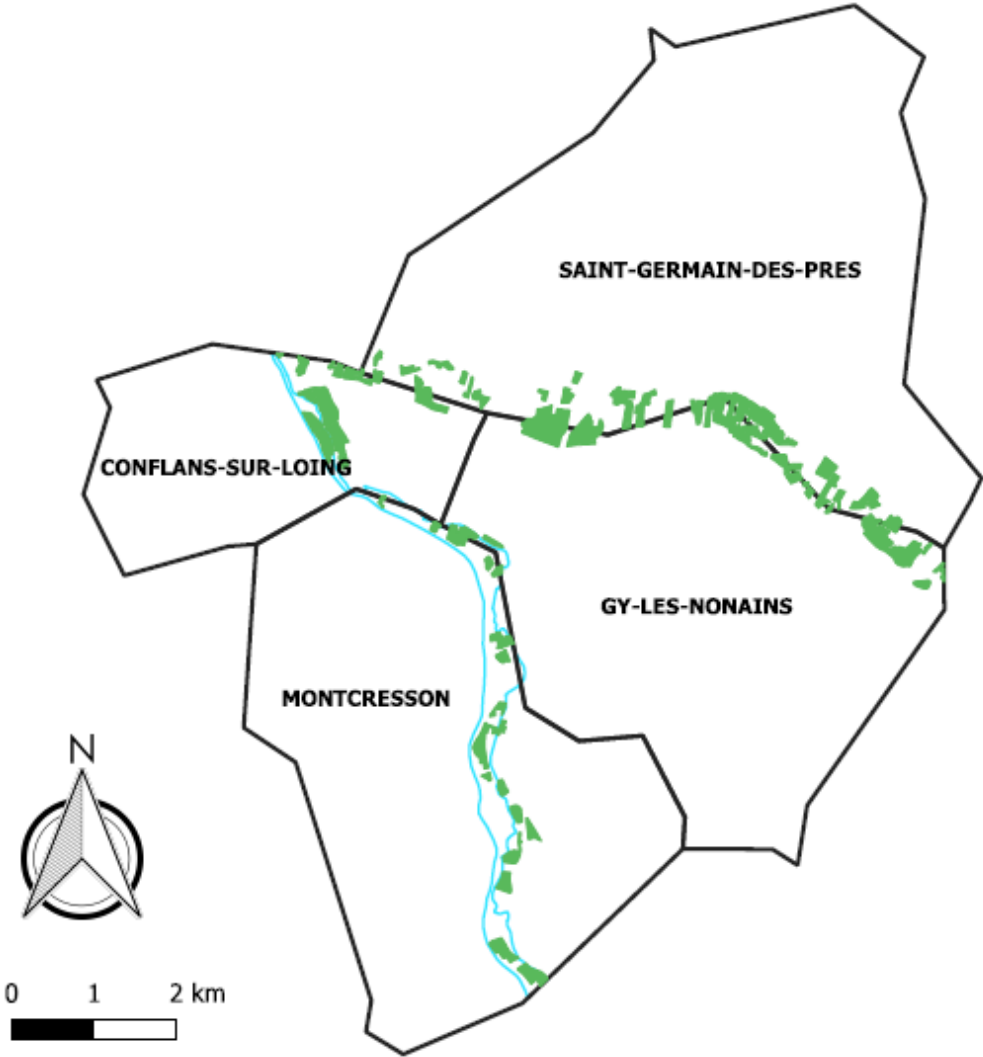 SAINT-GERMAIN-DES-PRES
CONFLANS-SUR-LOING
GY-LES-NONAINS
MONTCRESSON
N
0 1 2 km